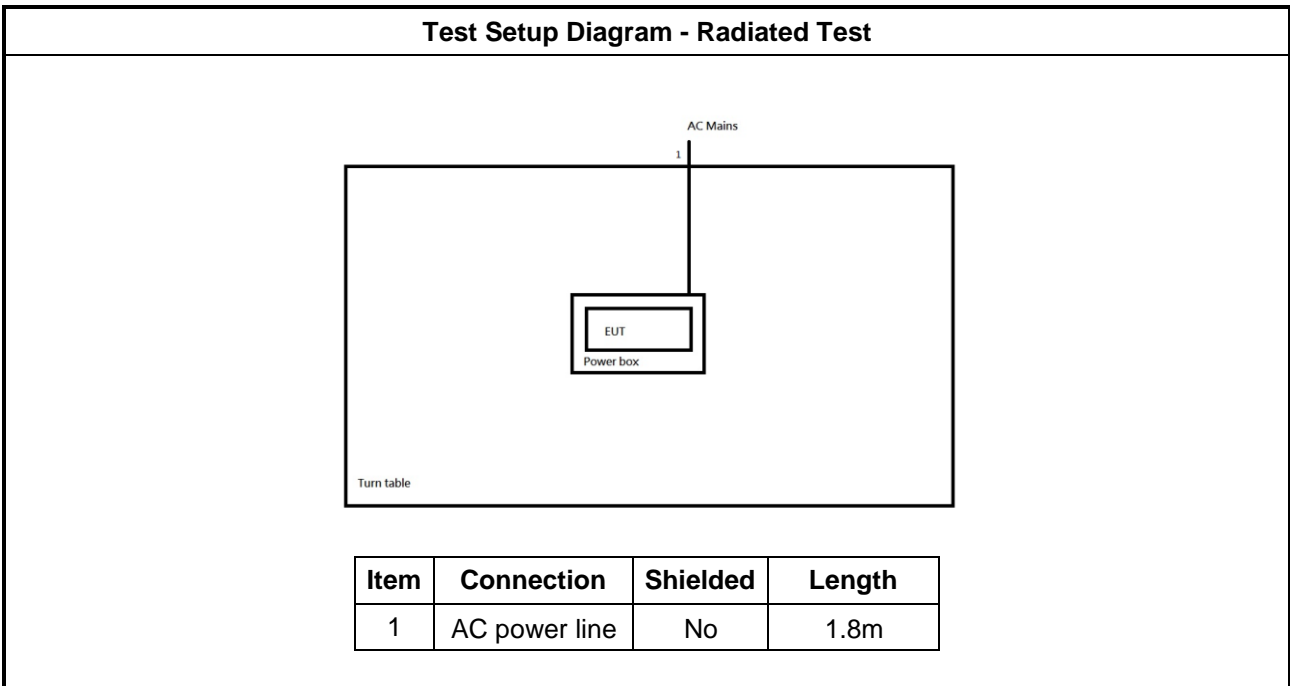 Test Setup Diagram - Radiated Test
AC Mains
1
EUT
Power box
Turn table
Item Connection Shielded Length
1 AC power line No 1.8m